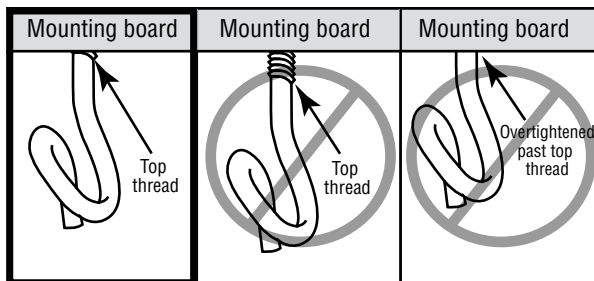 Mounting board
Top
thread
Mounting board
Top
thread
Mounting board
Overtightened
past top
thread